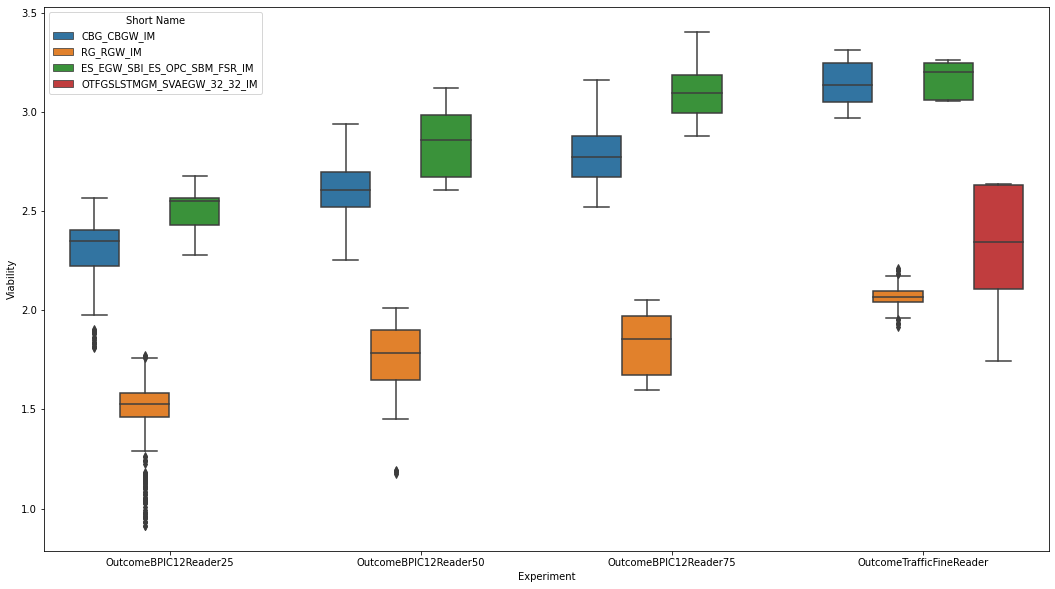 Short Name
CBG_CBGW_IM
RG_RGW_IM
ES_EGW_SBI_ES_OPC_SBM_FSR_IM
OTFGSLSTMGM_SVAEGW_32_32_IM
3.5
3.0
2.5
2.0
1.5
1.0
Viability
OutcomeBPIC12Reader25
OutcomeBPIC12Reader50
OutcomeBPIC12Reader75
OutcomeTrafficFineReader
Experiment